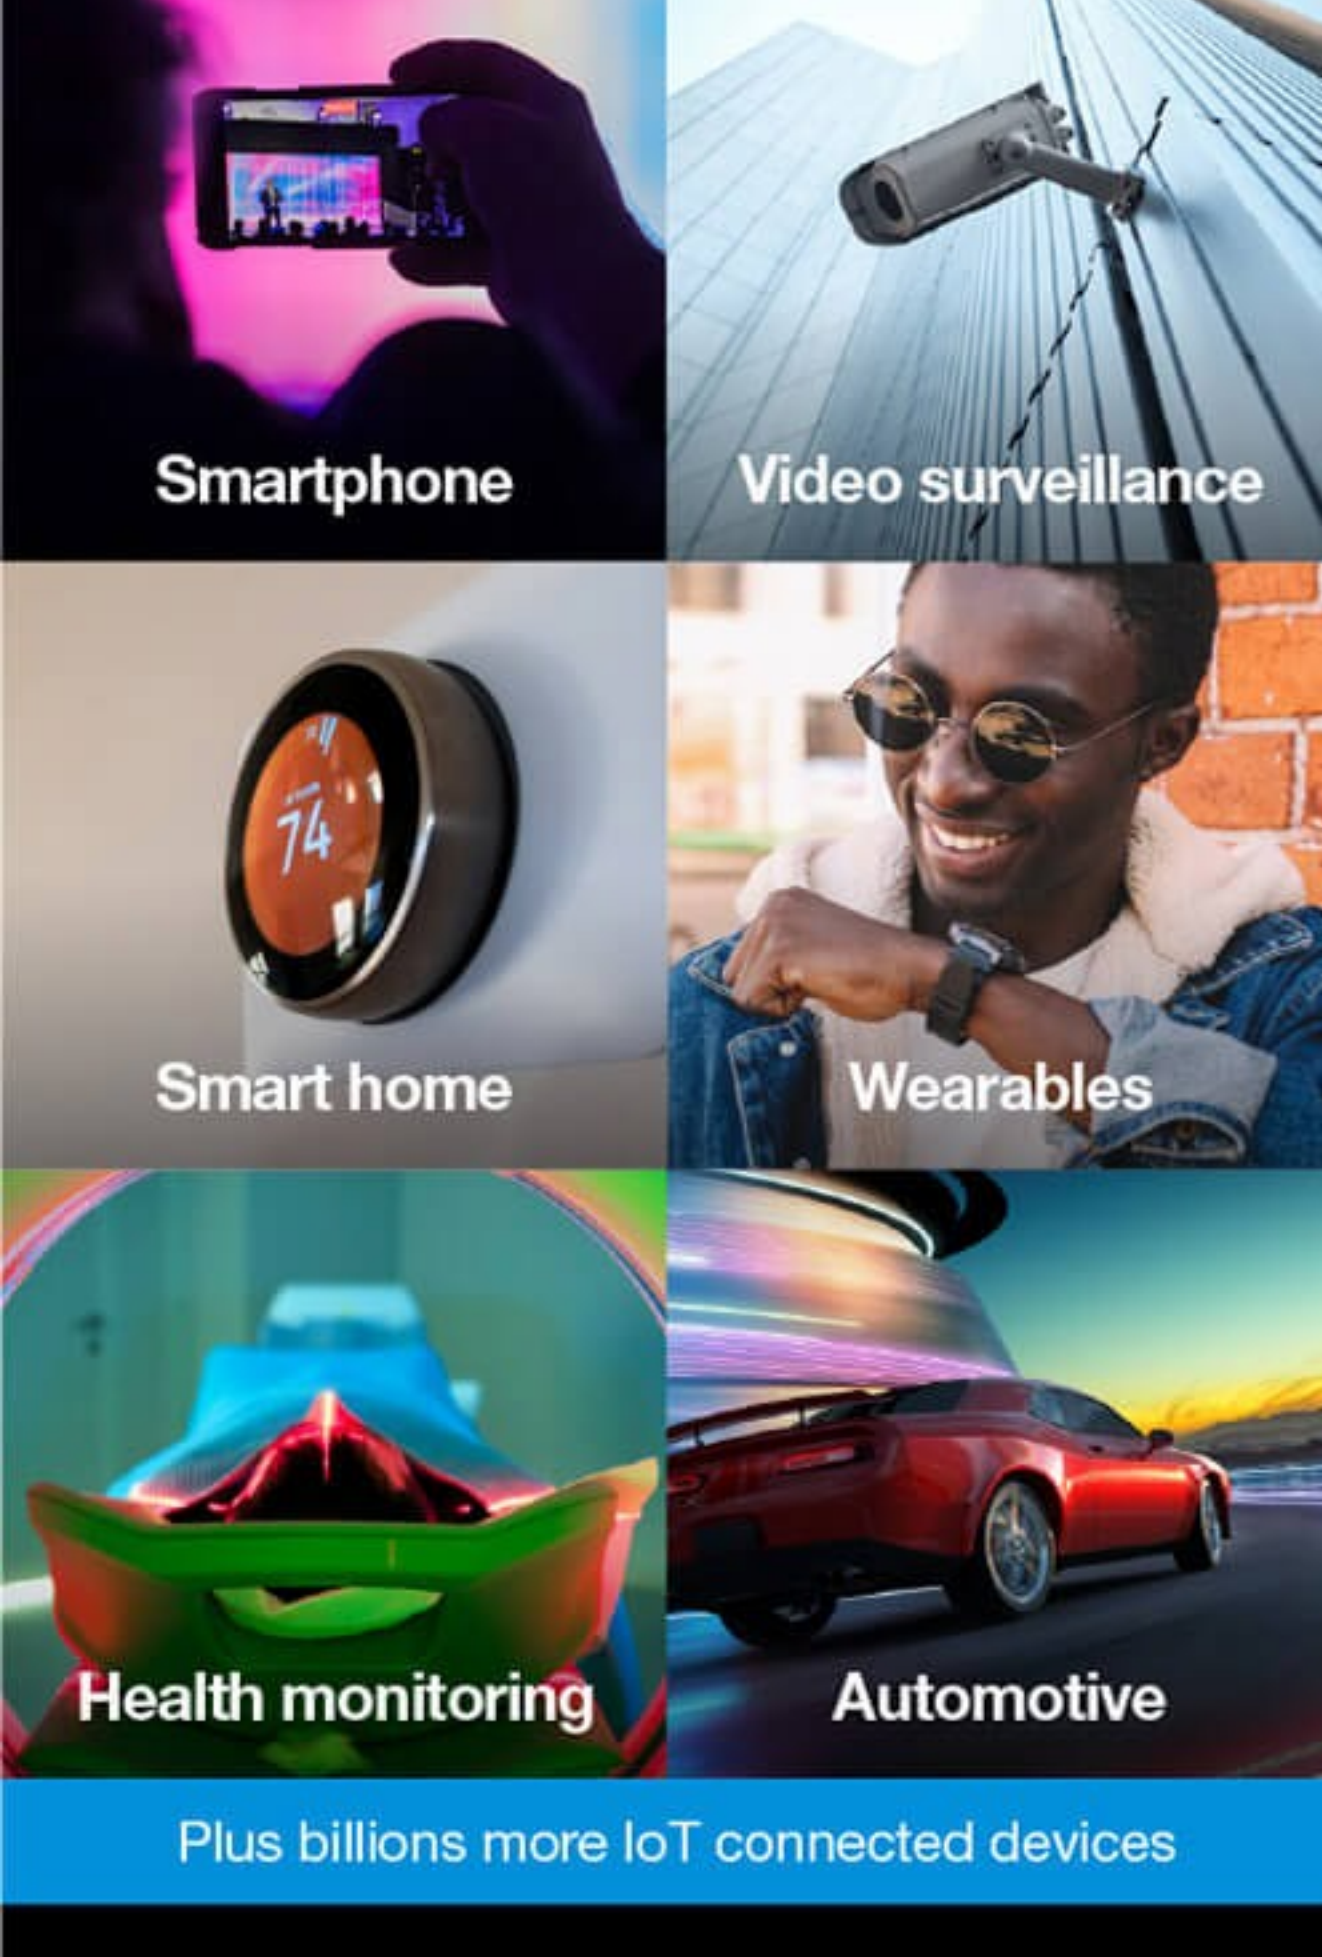 Smartphone
Video surveillance
74
Smart home
Wearables
Health monitoring
Automotive
Plus billions more IoT connected devices